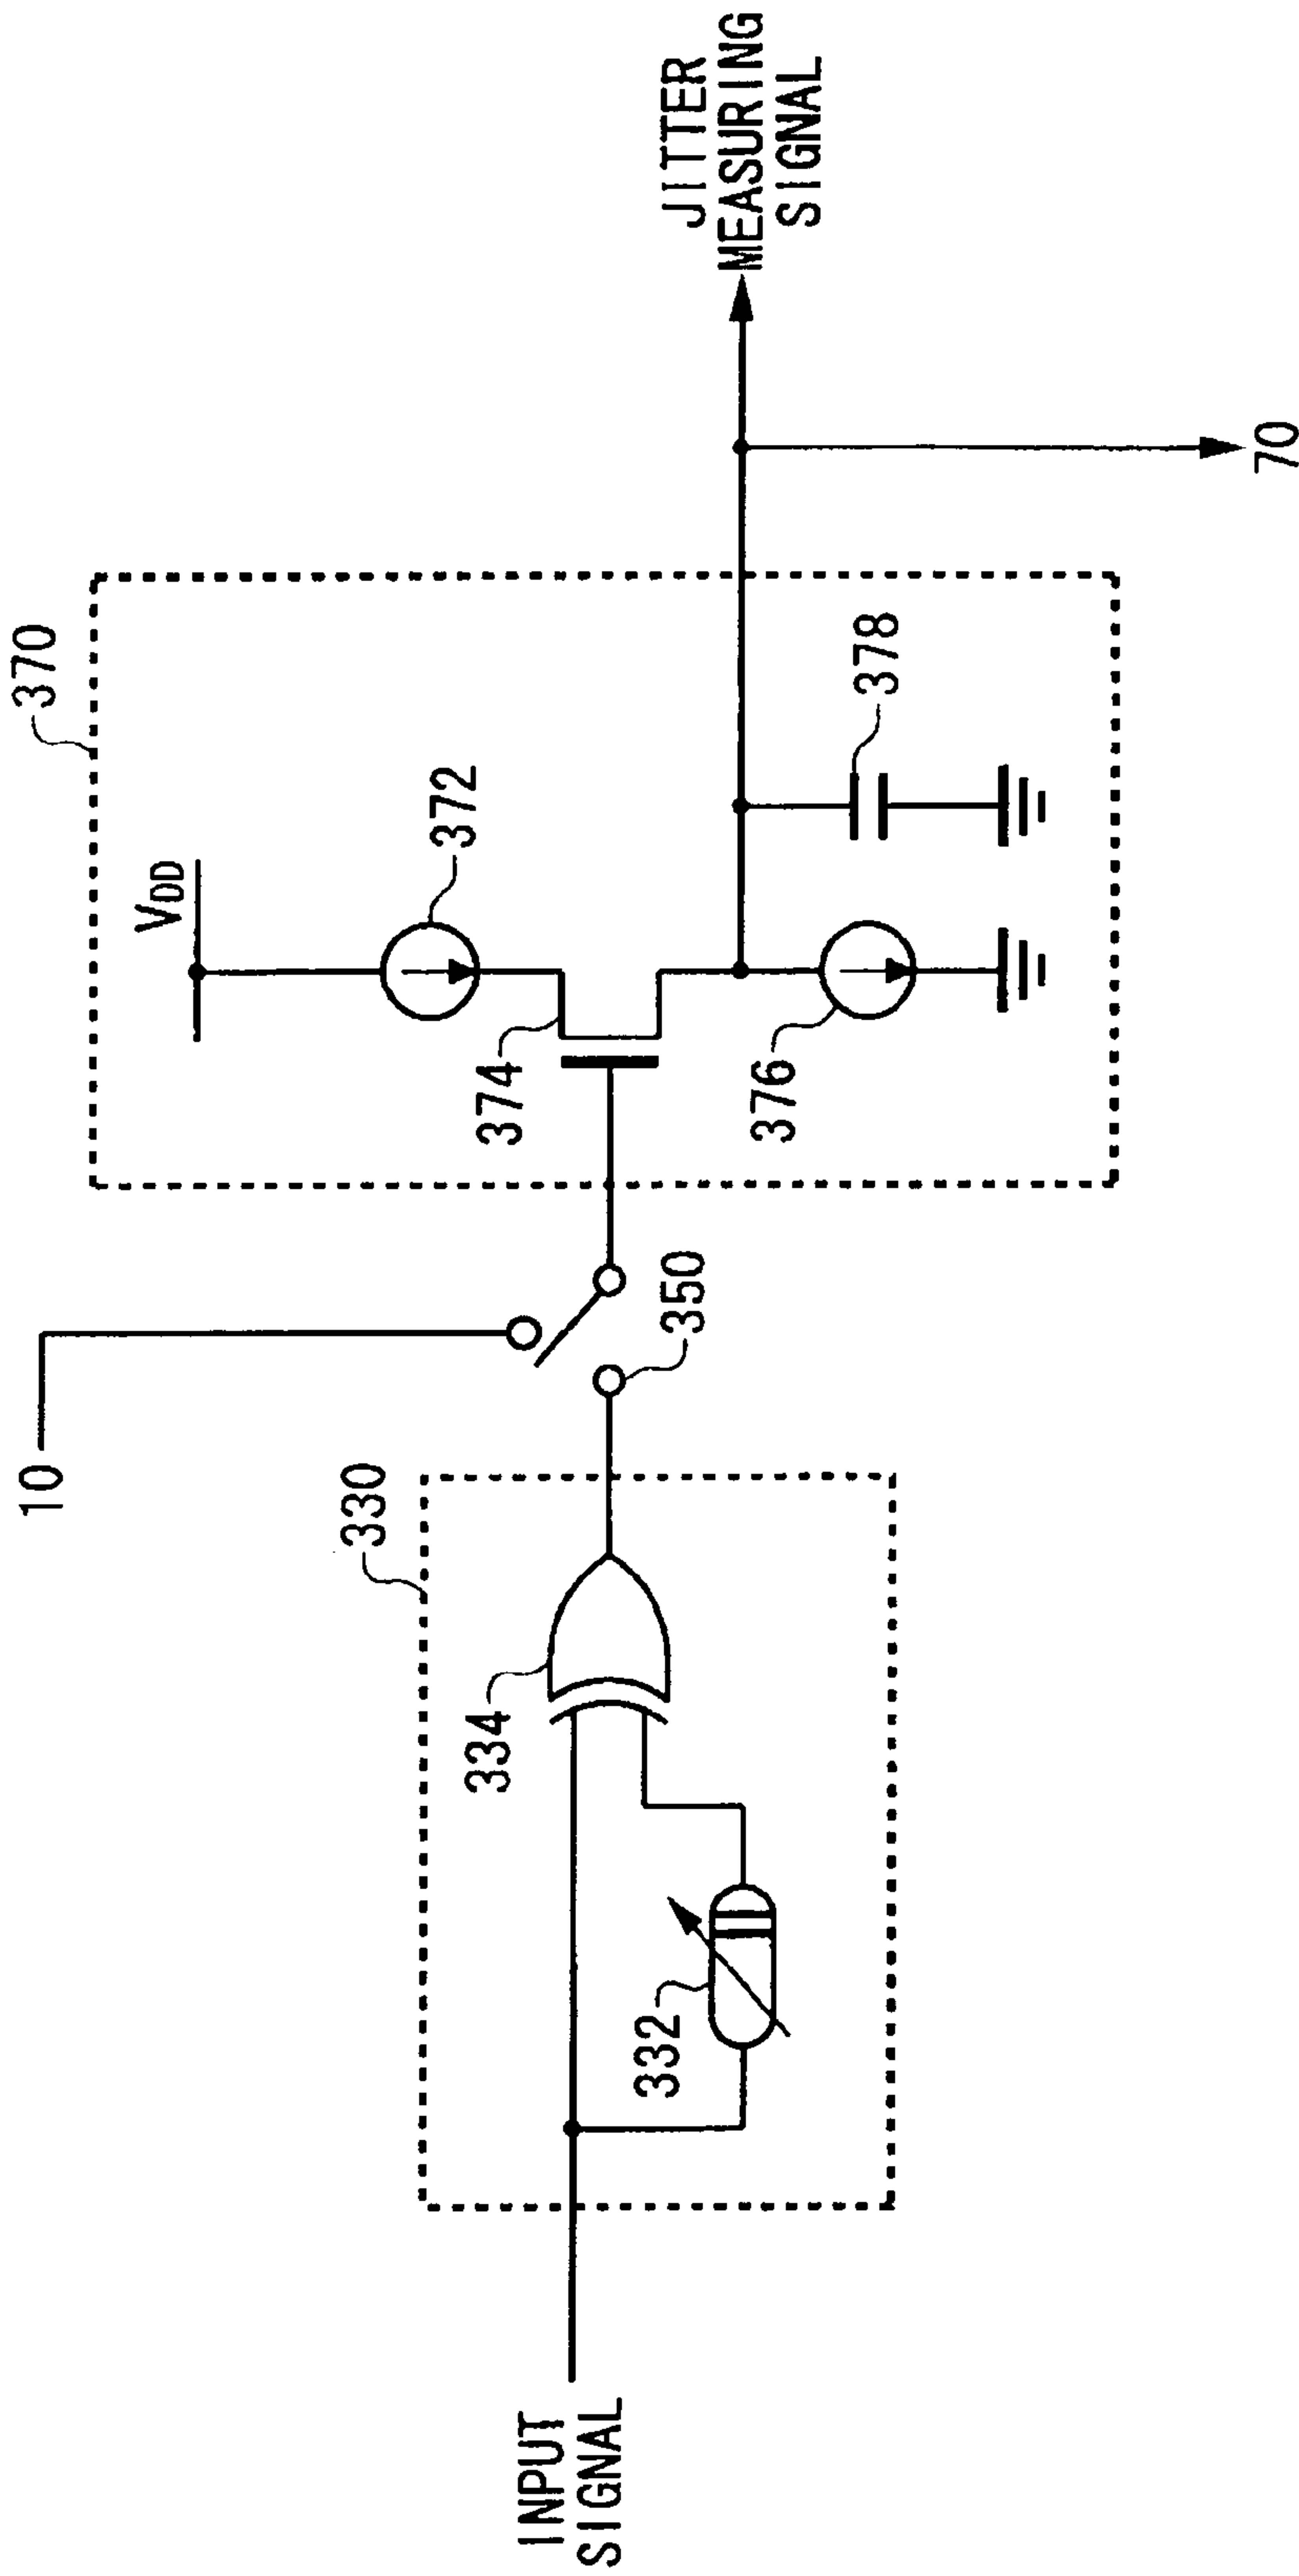 INPUT
SIGNAL
330
334
332
10
350
370
VDD
372
374
376
378
70
JITTER
MEASURING
SIGNAL